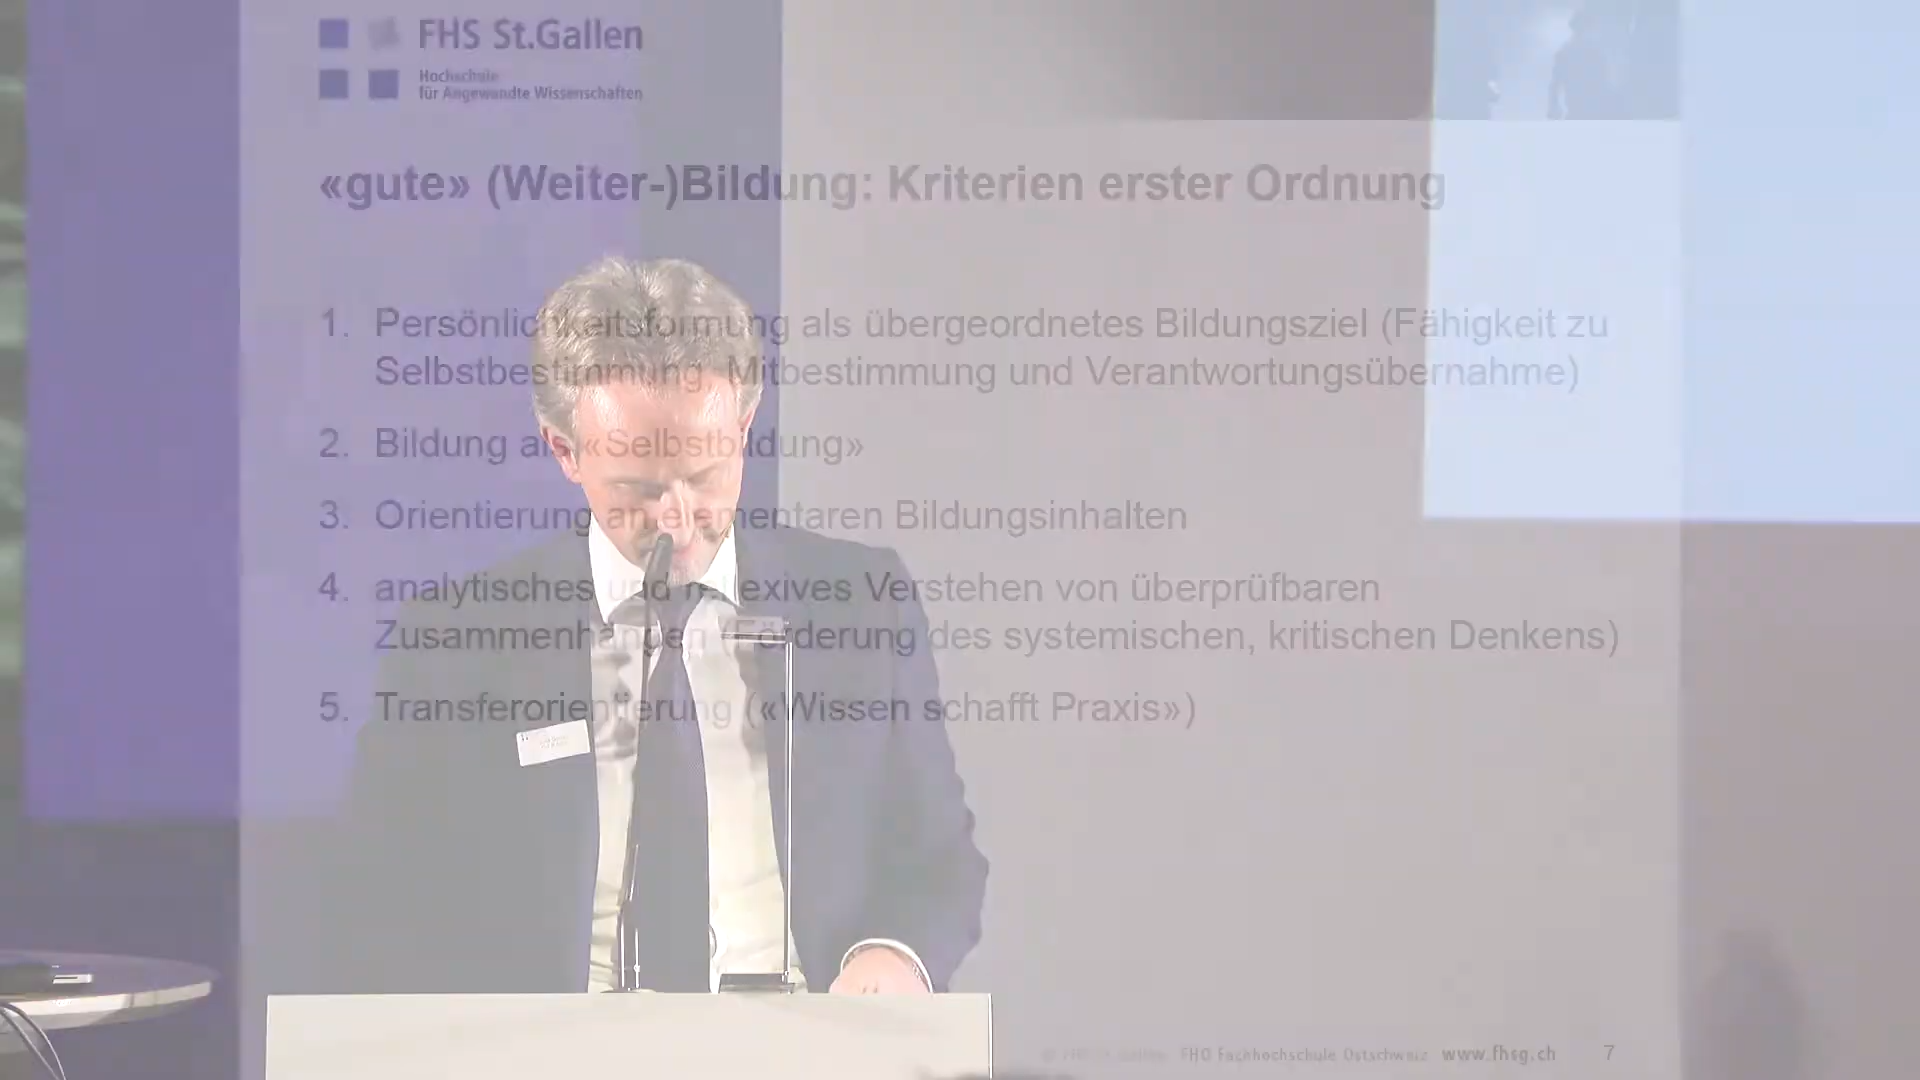 FHS St.Gallen
Hochschule
für Angewandte Wissenschaften
«gute» (Weiter-)Bildung: Kriterien erster Ordnung
1. Persönlichkeitsformung als übergeordnetes Bildungsziel (Fähigkeit zu
Selbstbestimmung, Mitbestimmung und Verantwortungsübernahme)
2. Bildung als «Selbstbildung»
3. Orientierung an elementaren Bildungsinhalten
4. analytisches und reflexives Verstehen von überprüfbaren
Zusammenhängen (Förderung des systemischen, kritischen Denkens)
5. Transferorientierung («Wissen schafft Praxis»)
© FHS St.Gallen FHO Fachhochschule Ostschweiz www.fhsg.ch 7